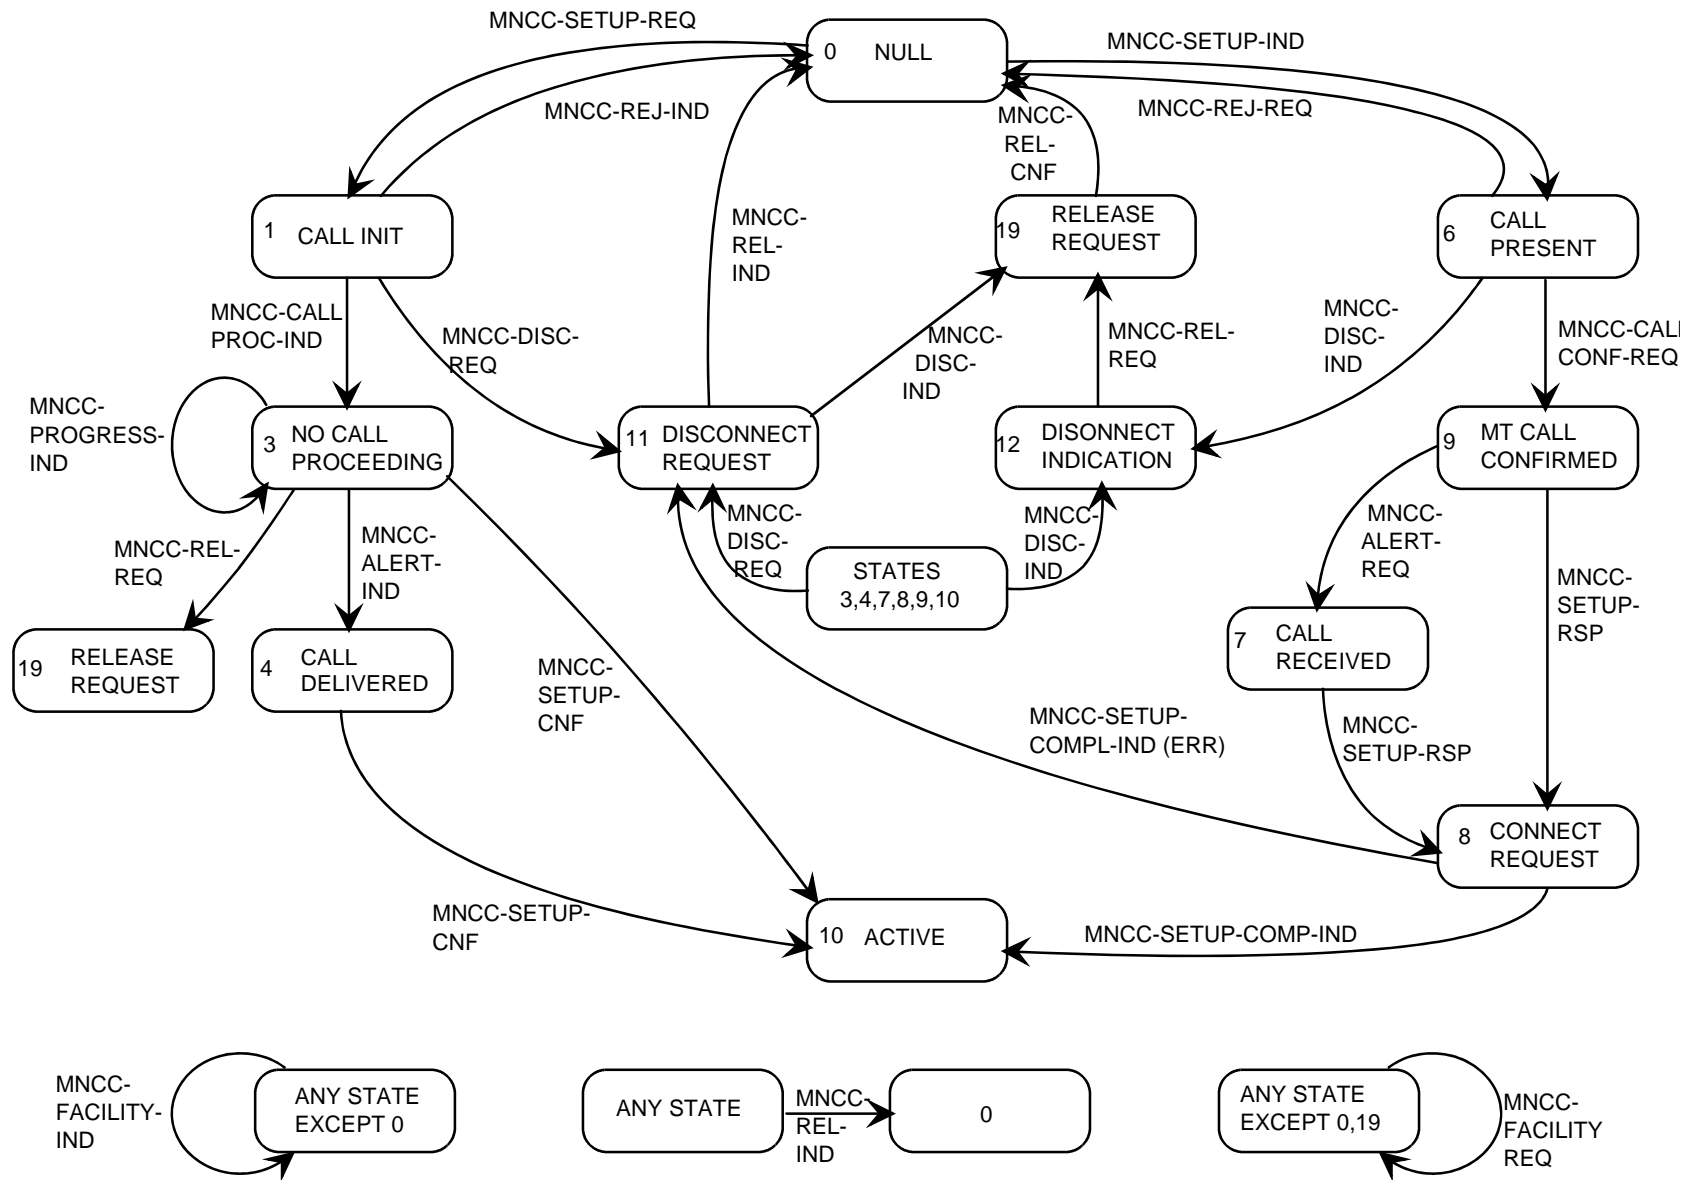 MNCC-SETUP-REQ
0 NULL
MNCC-SETUP-IND
MNCC-REJ-IND
MNCC-
REL-
CNF
MNCC-REJ-REQ
1 CALL INIT
MNCC-
REL-
IND
19 RELEASE
REQUEST
6 CALL
PRESENT
MNCC-CALL
PROC-IND
MNCC-DISC-
REQ
MNCC-
DISC-
IND
MNCC-REL-
REQ
MNCC-
DISC-
IND
MNCC-CAL
CONF-REQ
MNCC-
PROGRESS-
IND
3 NO CALL
PROCEEDING
11 DISCONNECT
REQUEST
12 DISONNECT
INDICATION
9 MT CALL
CONFIRMED
MNCC-REL-
REQ
MNCC-
ALERT-
IND
MNCC-
DISC-
REQ
STATES
3,4,7,8,9,10
MNCC-
DISC-
IND
MNCC-
ALERT-
REQ
MNCC-
SETUP-
RSP
19 RELEASE
REQUEST
4 CALL
DELIVERED
MNCC-
SETUP-
CNF
7 CALL
RECEIVED
MNCC-SETUP-
COMPL-IND (ERR)
MNCC-
SETUP-RSP
8 CONNECT
REQUEST
MNCC-SETUP-
CNF
10 ACTIVE
MNCC-SETUP-COMP-IND
MNCC-
FACILITY-
IND
ANY STATE
EXCEPT 0
ANY STATE
MNCC-
REL-
IND
0
ANY STATE
EXCEPT 0,19
MNCC-
FACILITY
REQ